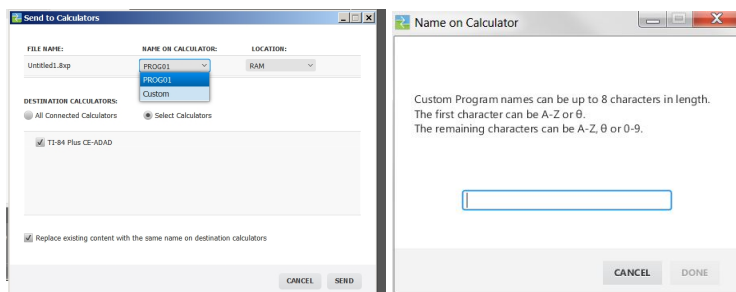 Send to Calculators
FILE NAME: NAME ON CALCULATOR: LOCATION:
Untitled1.8xp PROG01 RAM
PROG01
Custom
DESTINATION CALCULATORS:
All Connected Calculators Select Calculators
TI-84 Plus CE-ADAD
Replace existing content with the same name on destination calculators
CANCEL SEND
Name on Calculator
Custom Program names can be up to 8 characters in length.
The first character can be A-Z or θ.
The remaining characters can be A-Z, θ or 0-9.
CANCEL DONE